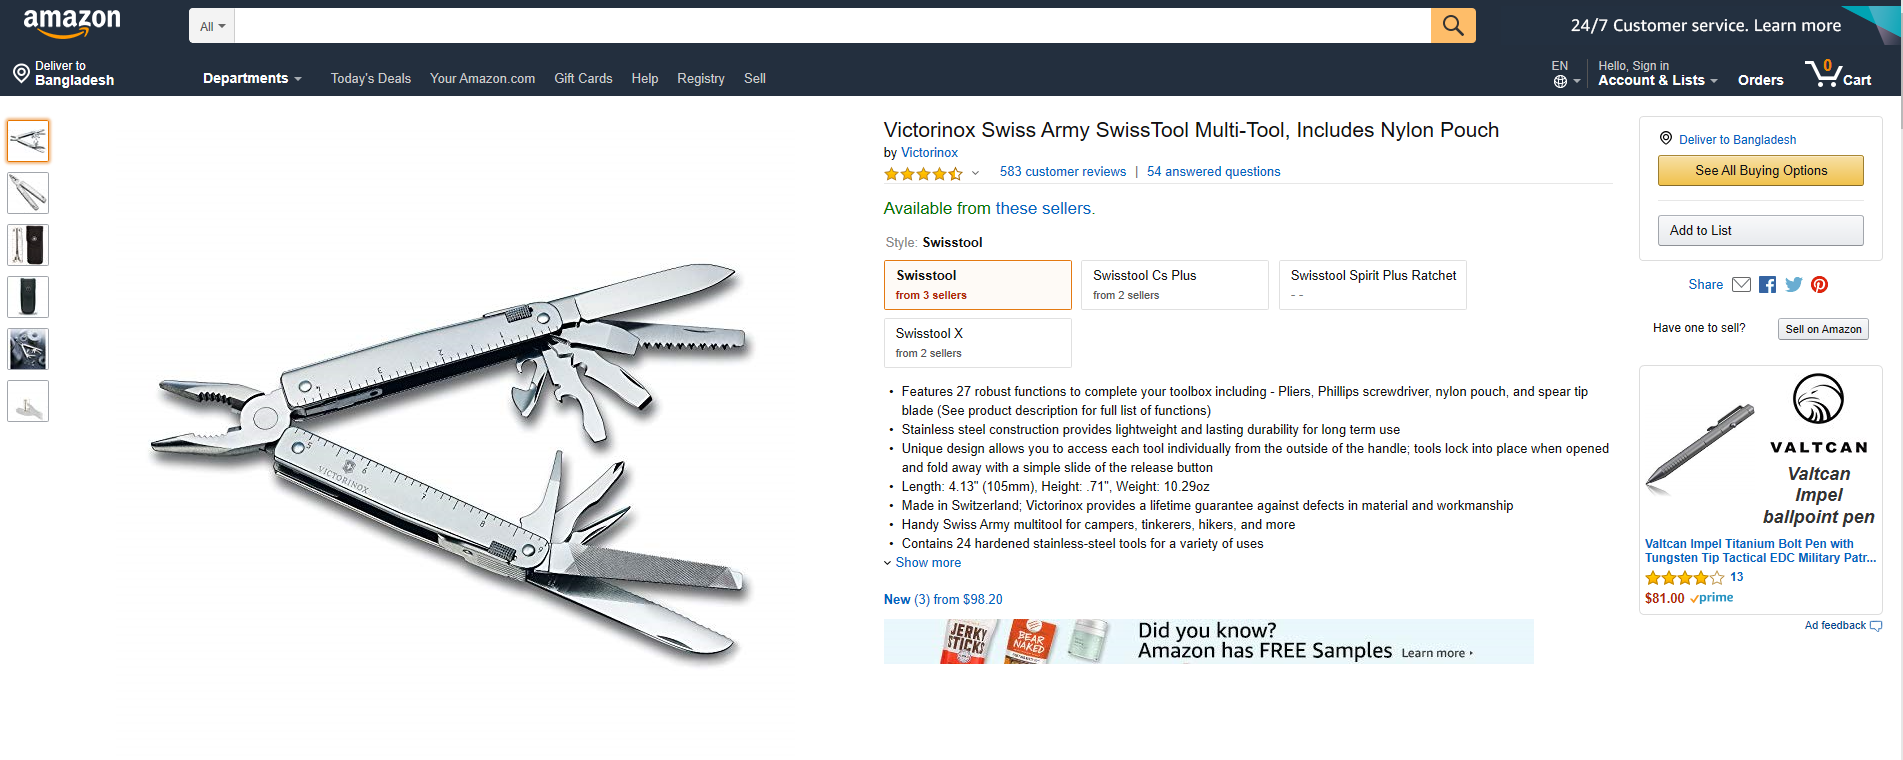 amazon
All
24/7 Customer service. Learn more
Deliver to
Bangladesh
Departments
Today's Deals
Your Amazon.com
Gift Cards
Help
Registry
Sell
EN
Hello, Sign in
Account & Lists
Orders
0
Cart
Victorinox Swiss Army SwissTool Multi-Tool, Includes Nylon Pouch
by Victorinox
583 customer reviews | 54 answered questions
Available from these sellers.
Style: Swisstool
Swisstool
from 3 sellers
Swisstool Cs Plus
from 2 sellers
Swisstool Spirit Plus Ratchet
- -
Swisstool X
from 2 sellers
• Features 27 robust functions to complete your toolbox including - Pliers, Phillips screwdriver, nylon pouch, and spear tip
blade (See product description for full list of functions)
• Stainless steel construction provides lightweight and lasting durability for long term use
• Unique design allows you to access each tool individually from the outside of the handle; tools lock into place when opened
and fold away with a simple slide of the release button
• Length: 4.13" (105mm), Height: .71", Weight: 10.29oz
• Made in Switzerland; Victorinox provides a lifetime guarantee against defects in material and workmanship
• Handy Swiss Army multitool for campers, tinkerers, hikers, and more
• Contains 24 hardened stainless-steel tools for a variety of uses
Show more
New (3) from $98.20
JERKY
STICKS
BEAR
NAKED
Did you know?
Amazon has FREE Samples Learn more
Deliver to Bangladesh
See All Buying Options
Add to List
Share
Have one to sell?
Sell on Amazon
VALTCAN
Valtcan
Impel
ballpoint pen
Valtcan Impel Titanium Bolt Pen with
Tungsten Tip Tactical EDC Military Patr...
13
$81.00 prime
Ad feedback
2
3
4
5
6
7
8
9
VICTORINOX